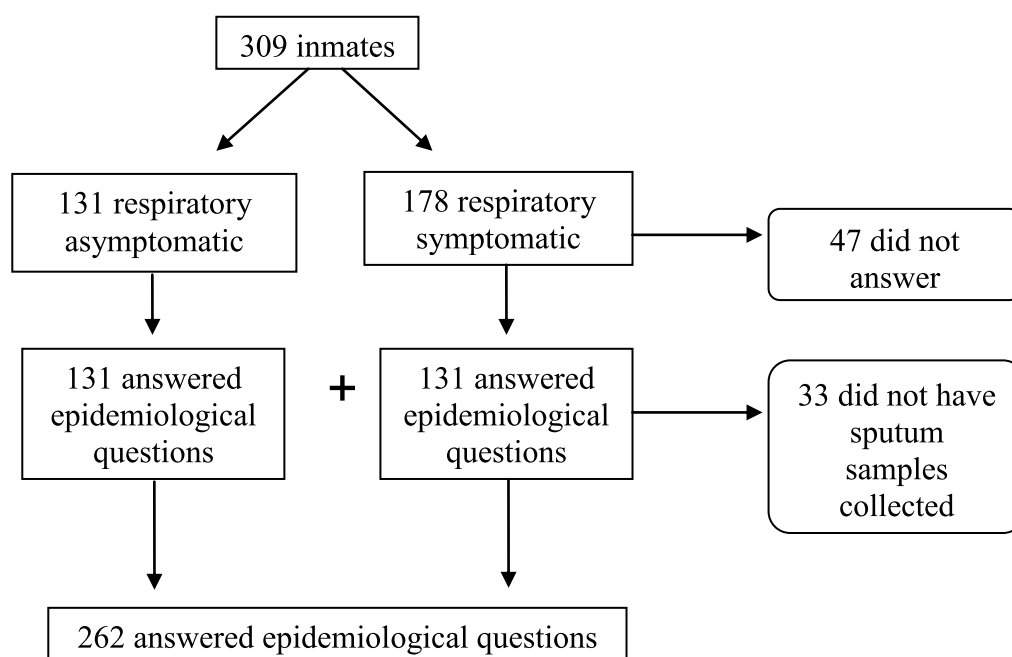 309 inmates
131 respiratory
asymptomatic
178 respiratory
symptomatic
47 did not
answer
131 answered
epidemiological
questions
+
131 answered
epidemiological
questions
33 did not have
sputum
samples
collected
262 answered epidemiological questions